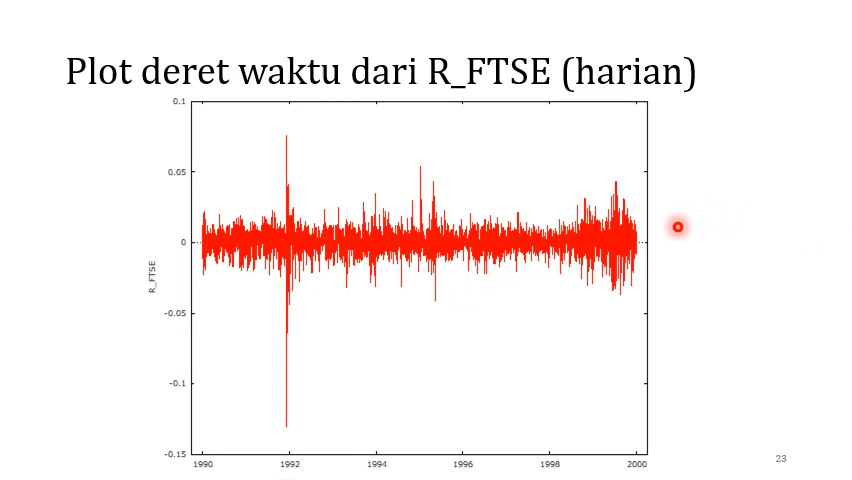 Plot deret waktu dari R_FTSE (harian)
0.1
0.05
0
-0.05
-0.1
-0.15
R_FTSE
1990 1992 1994 1996 1998 2000
23